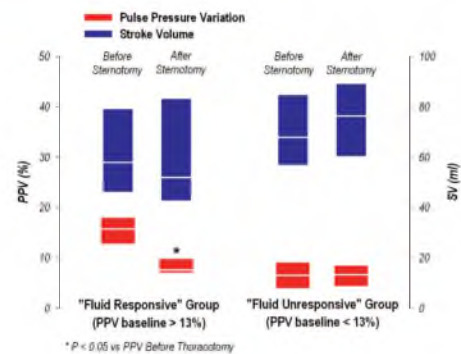 Pulse Pressure Variation
Stroke Volume
50
40
30
20
10
0
PPV (%)
Before
Sternotomy
After
Sternotomy
Before
Sternotomy
After
Sternotomy
100
80
60
40
20
0
SV (ml)
*
"Fluid Responsive" Group
(PPV baseline > 13%)
"Fluid Unresponsive" Group
(PPV baseline < 13%)
* P < 0.05 vs PPV Before Thoracotomy